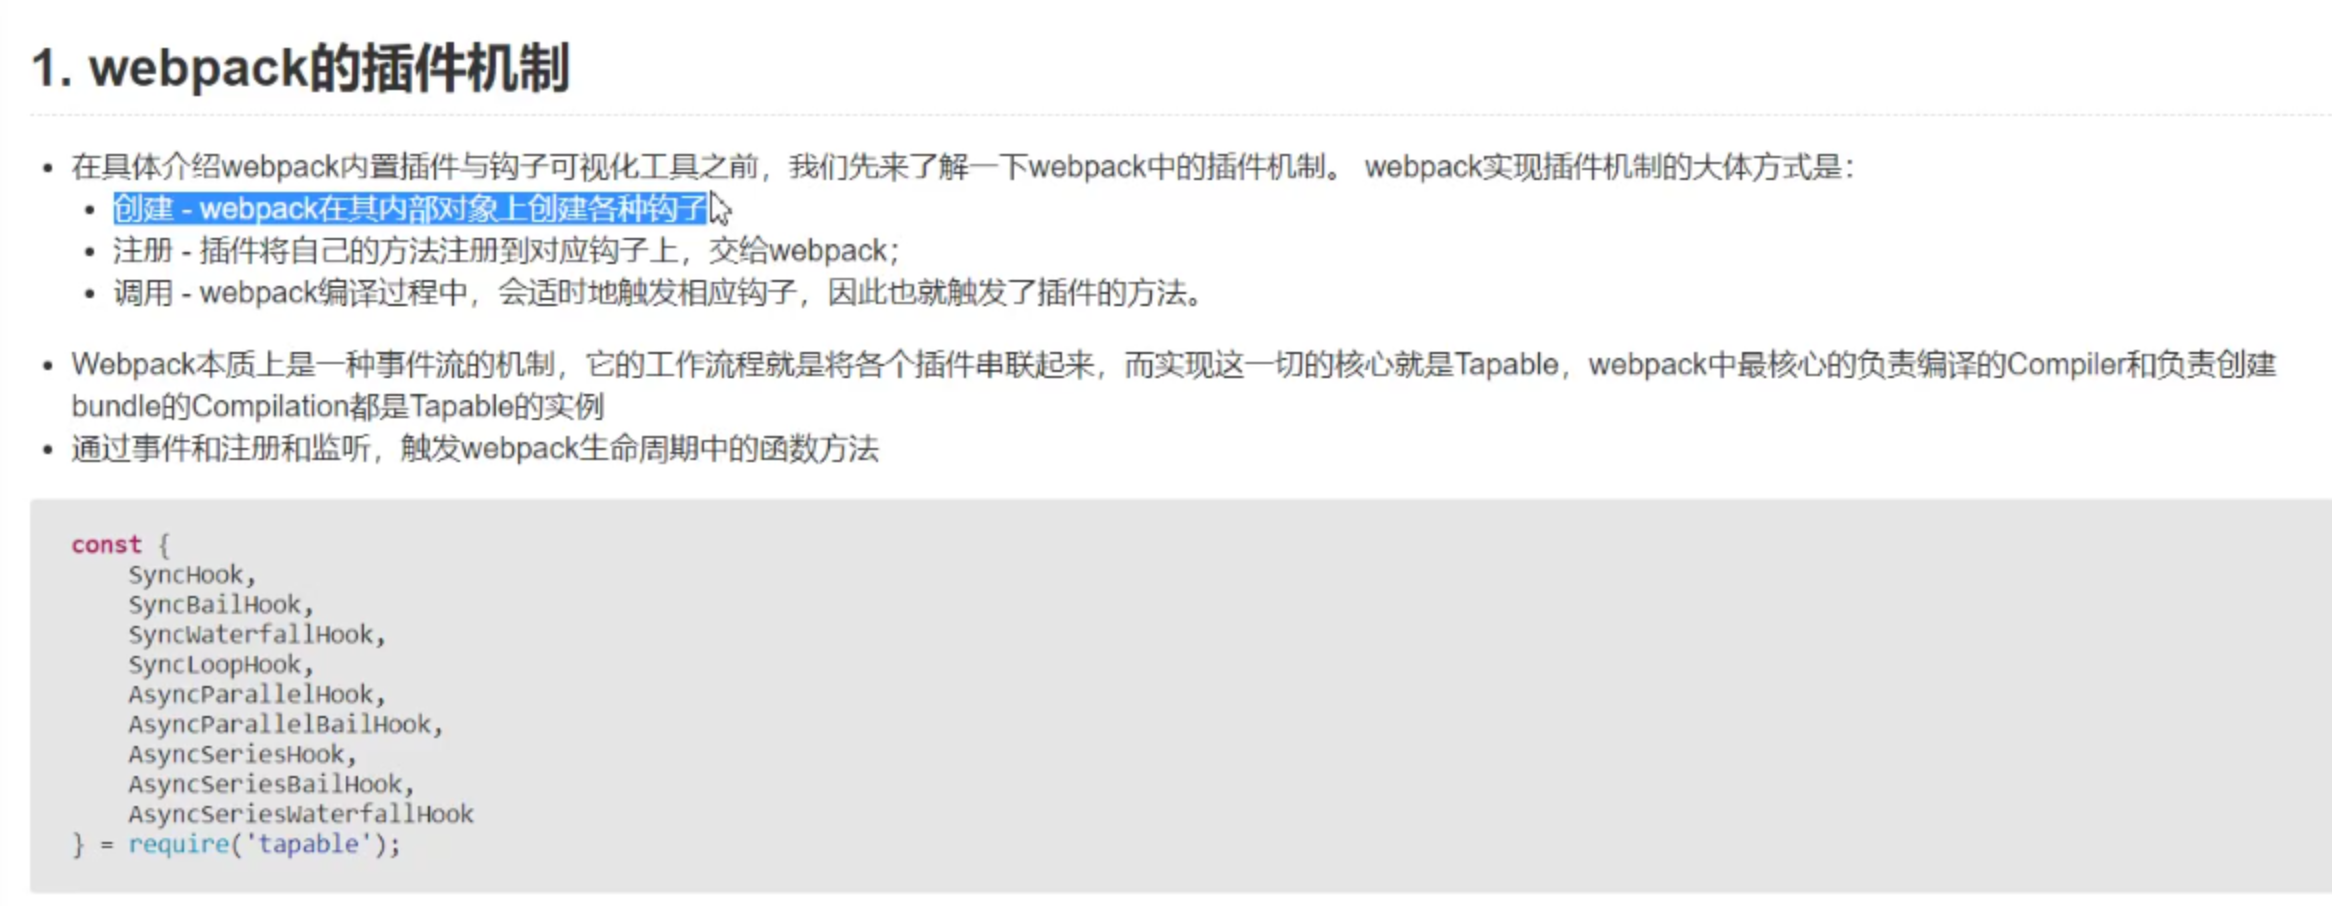 1. webpack的插件机制
在具体介绍webpack内置插件与钩子可视化工具之前，我们先来了解一下webpack中的插件机制。 webpack实现插件机制的大体方式是：
创建 - webpack在其内部对象上创建各种钩子
注册 - 插件将自己的方法注册到对应钩子上，交给webpack；
调用 - webpack编译过程中，会适时地触发相应钩子，因此也就触发了插件的方法。
Webpack本质上是一种事件流的机制，它的工作流程就是将各个插件串联起来，而实现这一切的核心就是Tapable，webpack中最核心的负责编译的Compiler和负责创建
bundle的Compilation都是Tapable的实例
通过事件和注册和监听，触发webpack生命周期中的函数方法
const {
SyncHook,
SyncBailHook,
SyncWaterfallHook,
SyncLoopHook,
AsyncParallelHook,
AsyncParallelBailHook,
AsyncSeriesHook,
AsyncSeriesBailHook,
AsyncSeriesWaterfallHook
} = require('tapable');